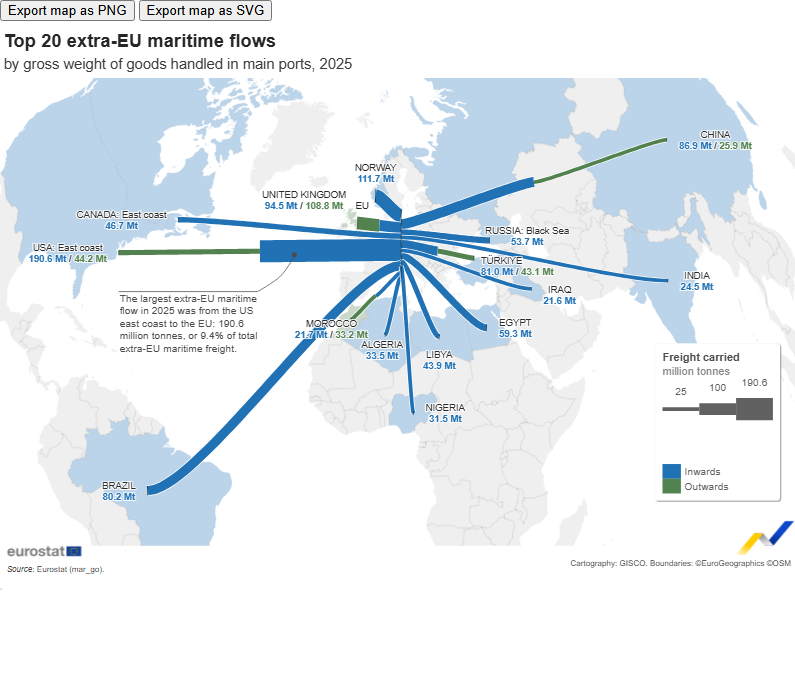 Export map as PNG
Export map as SVG
Top 20 extra-EU maritime flows
by gross weight of goods handled in main ports, 2025
CHINA
86.9 Mt / 25.9 Mt
NORWAY
111.7 Mt
UNITED KINGDOM
94.5 Mt / 108.8 Mt
EU
CANADA: East coast
46.7 Mt
RUSSIA: Black Sea
53.7 Mt
USA: East coast
190.6 Mt / 44.2 Mt
TÜRKIYE
81.0 Mt / 43.1 Mt
INDIA
24.5 Mt
IRAQ
21.6 Mt
The largest extra-EU maritime
flow in 2025 was from the US
east coast to the EU: 190.6
million tonnes, or 9.4% of total
extra-EU maritime freight.
MOROCCO
21.7 Mt / 33.2 Mt
EGYPT
59.3 Mt
ALGERIA
33.5 Mt
LIBYA
43.9 Mt
NIGERIA
31.5 Mt
BRAZIL
80.2 Mt
Freight carried
million tonnes
25
100
190.6
Inwards
Outwards
eurostat
Source: Eurostat (mar_go).
Cartography: GISCO. Boundaries: ©EuroGeographics ©OSM